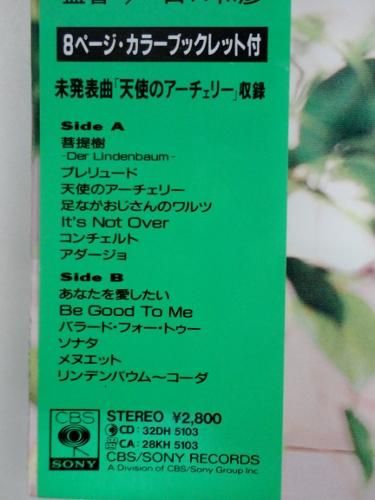 8ページ・カラーブックレット付
未発表曲「天使のアーチェリー」収録
Side A
菩提樹
-Der Lindenbaum-
プレリュード
天使のアーチェリー
足ながおじさんのワルツ
It's Not Over
コンチェルト
アダージョ
Side B
あなたを愛したい
Be Good To Me
バラード・フォー・トゥー
ソナタ
メヌエット
リンデンバウム〜コーダ
CBS
SONY
STEREO ¥2,800
CD: 32DH 5103
CA: 28KH 5103
CBS/SONY RECORDS
A Division of CBS/Sony Group Inc